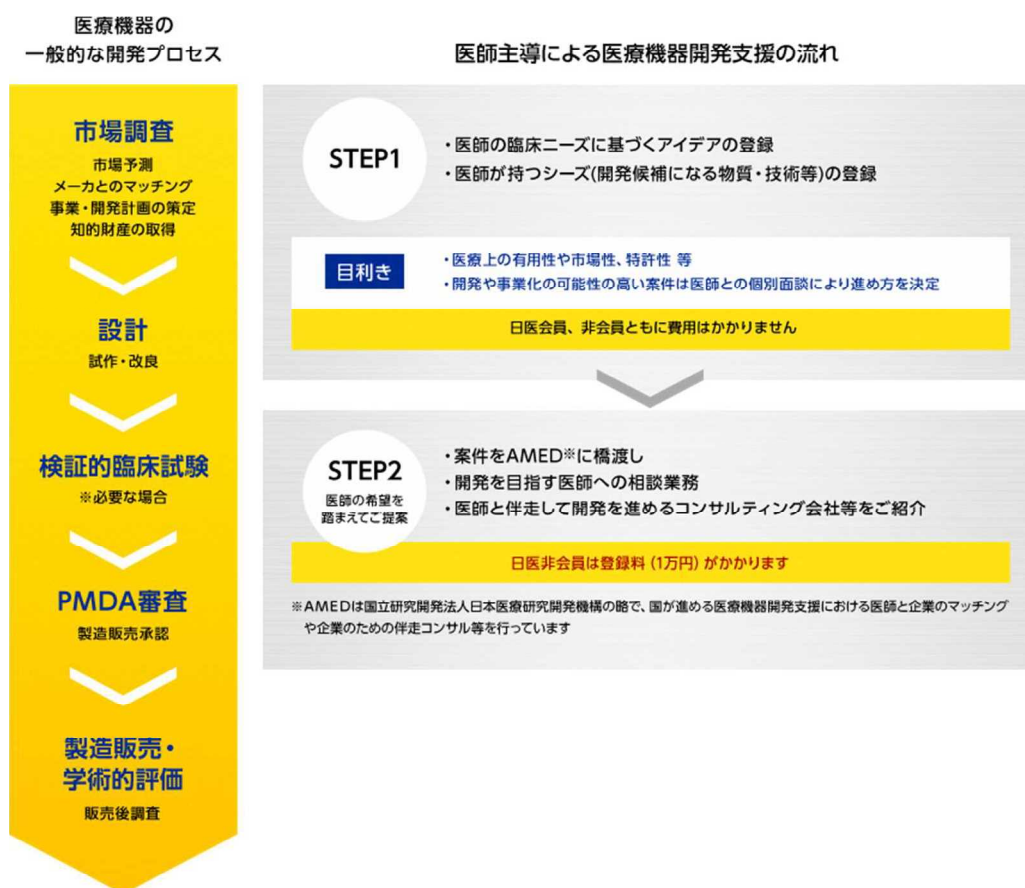 医療機器の
一般的な開発プロセス
市場調査
市場予測
メーカとのマッチング
事業・開発計画の策定
知的財産の取得
設計
試作・改良
検証的臨床試験
※必要な場合
PMDA審査
製造販売承認
製造販売・
学術的評価
販売後調査
医師主導による医療機器開発支援の流れ
STEP1
・医師の臨床ニーズに基づくアイデアの登録
・医師が持つシーズ(開発候補になる物質・技術等)の登録
目利き
・医療上の有用性や市場性、特許性 等
・開発や事業化の可能性の高い案件は医師との個別面談により進め方を決定
日医会員、非会員ともに費用はかかりません
STEP2
医師の希望を
踏まえてご提案
・案件をAMED※に橋渡し
・開発を目指す医師への相談業務
・医師と伴走して開発を進めるコンサルティング会社等をご紹介
日医非会員は登録料 (1万円) がかかります
※AMEDは国立研究開発法人日本医療研究開発機構の略で、国が進める医療機器開発支援における医師と企業のマッチング
や企業のための伴走コンサル等を行っています